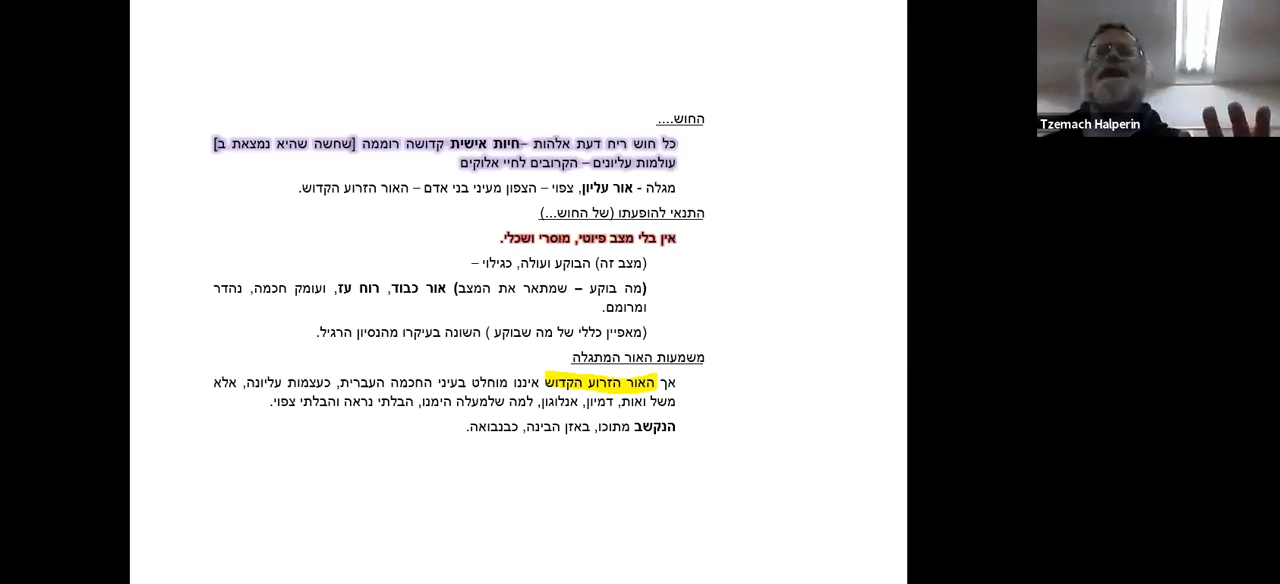 החוש....
כל חוש ריח דעת אלהות –חיות אישית קדושה רוממה [שחשה שהיא נמצאת ב]
עולמות עליונים – הקרובים לחיי אלוקים
מגלה - אור עליון, צפוי – הצפון מעיני בני אדם – האור הזרוע הקדוש.
התנאי להופעתו (של החוש...)
אין בלי מצב פיוטי, מוסרי ושכלי.
(מצב זה) הבוקע ועולה, כגילוי –
(מה בוקע – שמתאר את המצב) אור כבוד, רוח עז, ועומק חכמה, נהדר
ומרומם.
(מאפיין כללי של מה שבוקע ) השונה בעיקרו מהנסיון הרגיל.
משמעות האור המתגלה
אך האור הזרוע הקדוש איננו מוחלט בעיני החכמה העברית, כעצמות עליונה, אלא
משל ואות, דמיון, אנלוגון, למה שלמעלה הימנו, הבלתי נראה והבלתי צפוי.
הנקשב מתוכו, באזן הבינה, כבנבואה.
Tzemach Halperin